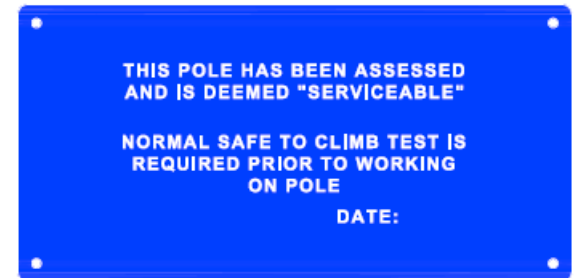 THIS POLE HAS BEEN ASSESSED
AND IS DEEMED "SERVICEABLE"
NORMAL SAFE TO CLIMB TEST IS
REQUIRED PRIOR TO WORKING
ON POLE
DATE: